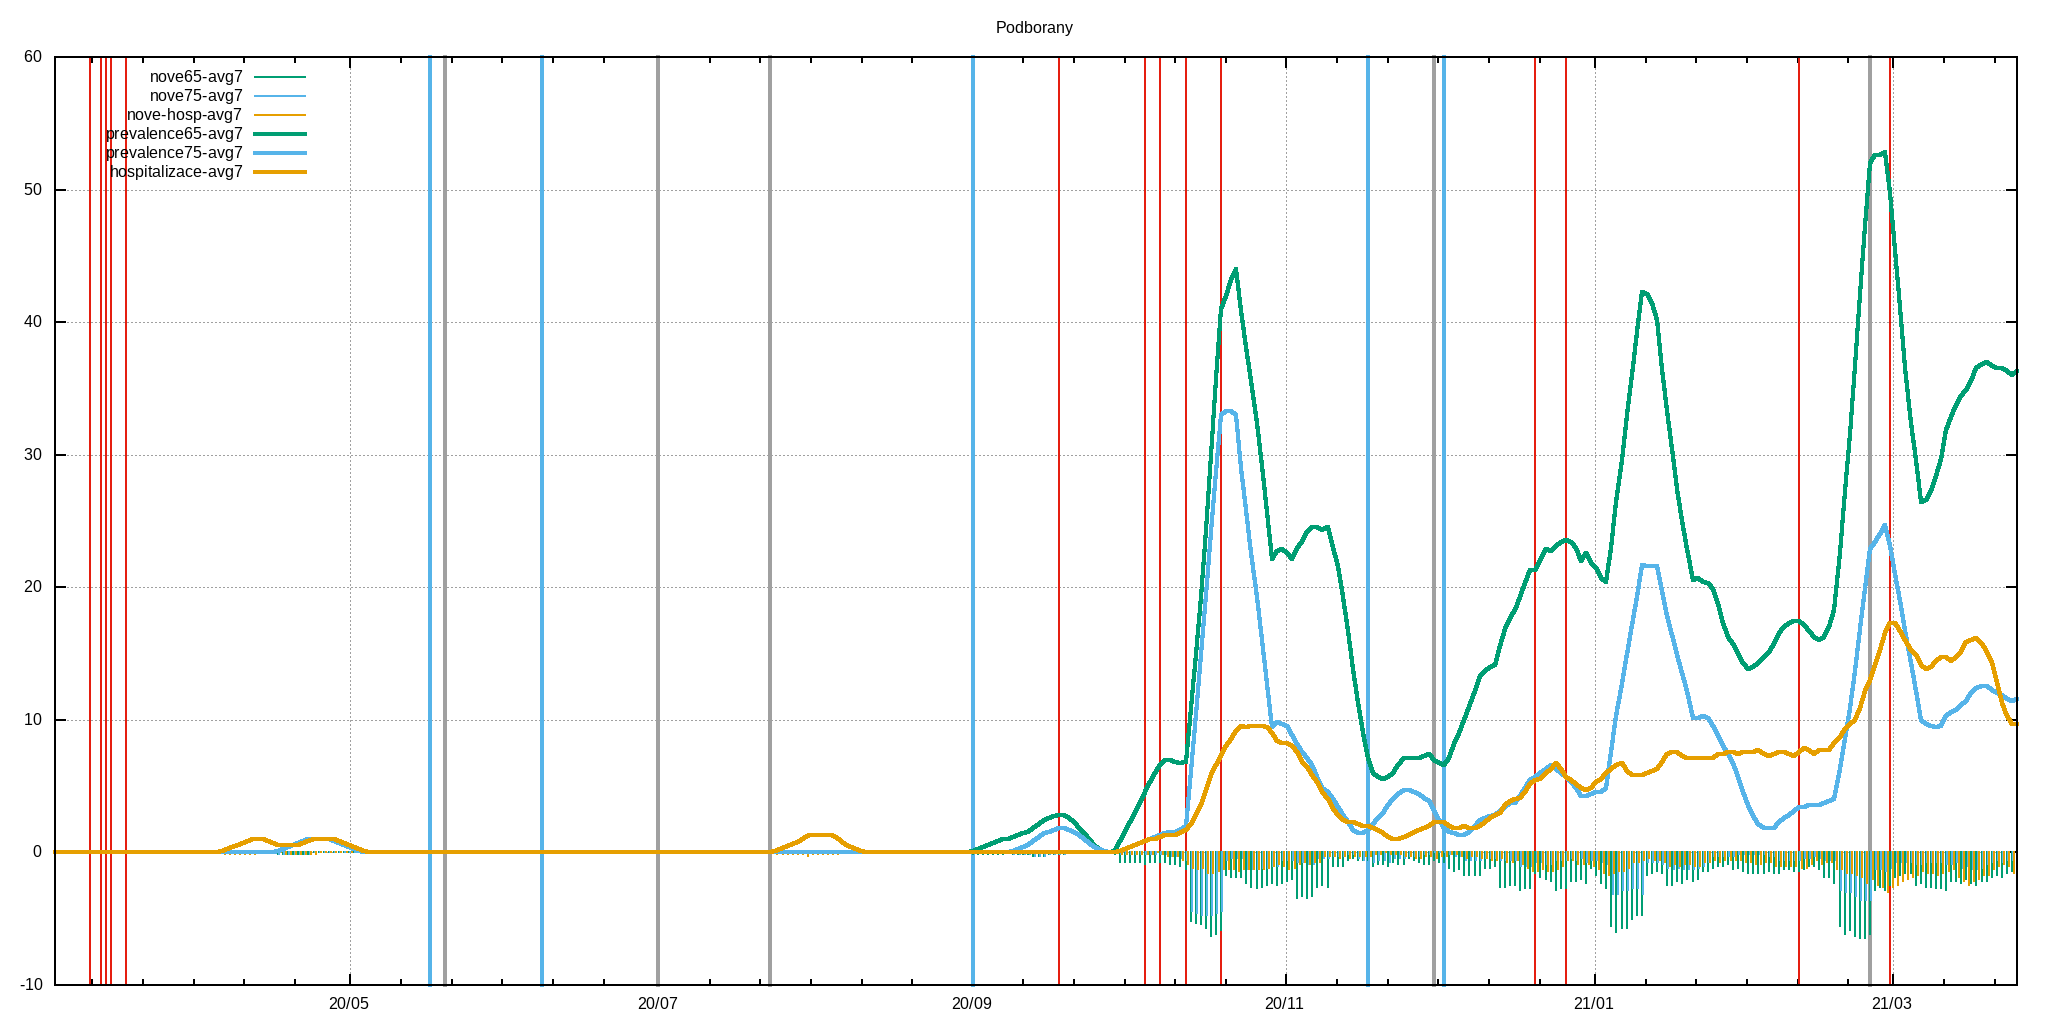 Podborany
60
50
40
30
20
10
0
-10
nove65-avg7
nove75-avg7
nove-hosp-avg7
prevalence65-avg7
prevalence75-avg7
hospitalizace-avg7
20/05
20/07
20/09
20/11
21/01
21/03